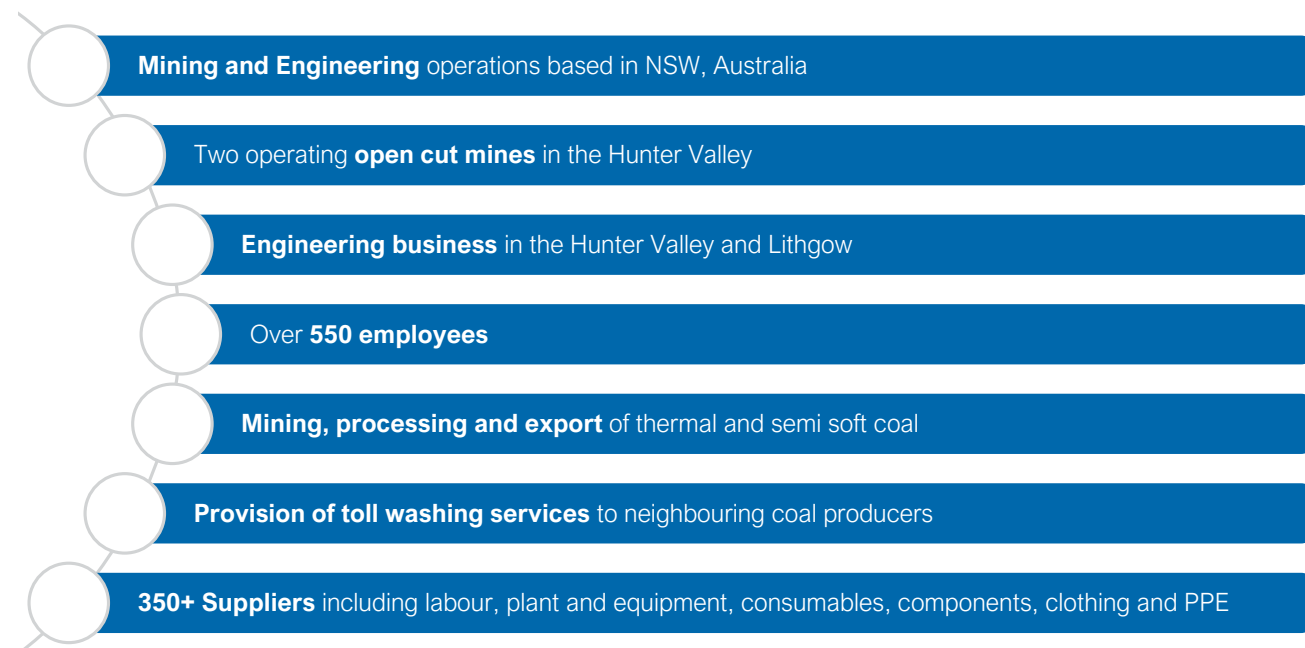 Mining and Engineering operations based in NSW, Australia
Two operating open cut mines in the Hunter Valley
Engineering business in the Hunter Valley and Lithgow
Over 550 employees
Mining, processing and export of thermal and semi soft coal
Provision of toll washing services to neighbouring coal producers
350+ Suppliers including labour, plant and equipment, consumables, components, clothing and PPE